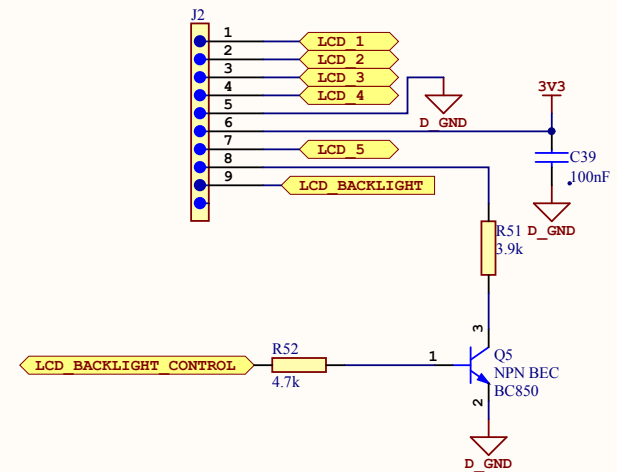 J2
1
LCD_1
2
LCD_2
3
LCD_3
4
LCD_4
5
D_GND
6
3V3
7
LCD_5
8
9
LCD_BACKLIGHT
C39
100nF
D_GND
R51
3.9k
LCD_BACKLIGHT_CONTROL
R52
4.7k
1
3
Q5
NPN BEC
BC850
2
D_GND